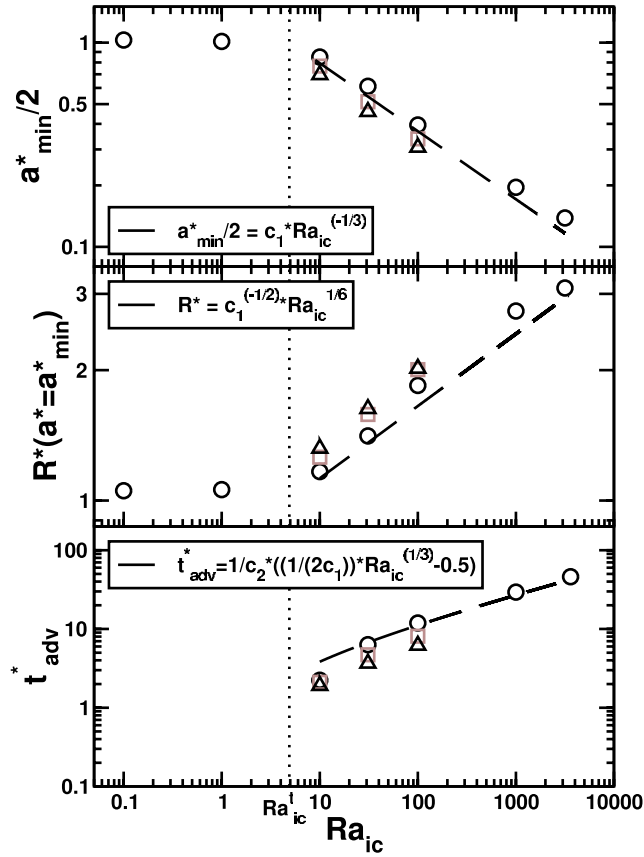 1
0.5
0.1
a*min/2
a*min/2 = c1*Raic(-1/3)
3
2
1
R*(a*=a*min)
R* = c1(-1/2)*Raic1/6
100
10
1
0.1
t*adv
t*adv=1/c2*((1/(2c1))*Raic(1/3)-0.5)
0.1 1 Raict 10 100 1000 10000
Raic